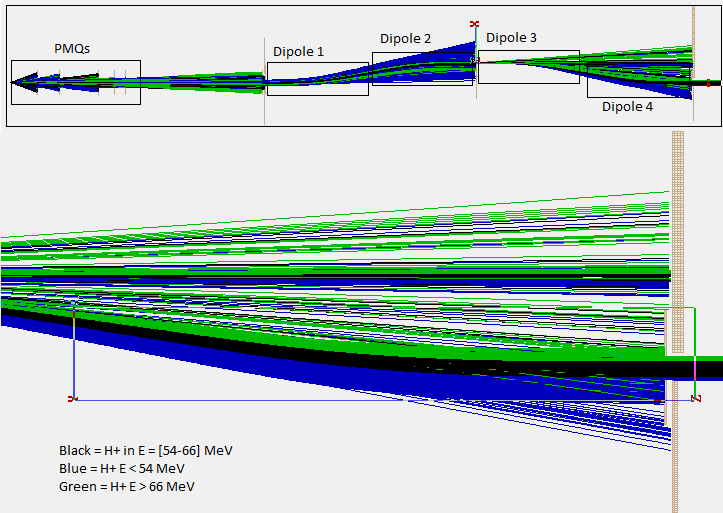 PMQs
Dipole 1
Dipole 2
Dipole 3
Dipole 4
Black = H+ in E = [54-66] MeV
Blue = H+ E < 54 MeV
Green = H+ E > 66 MeV